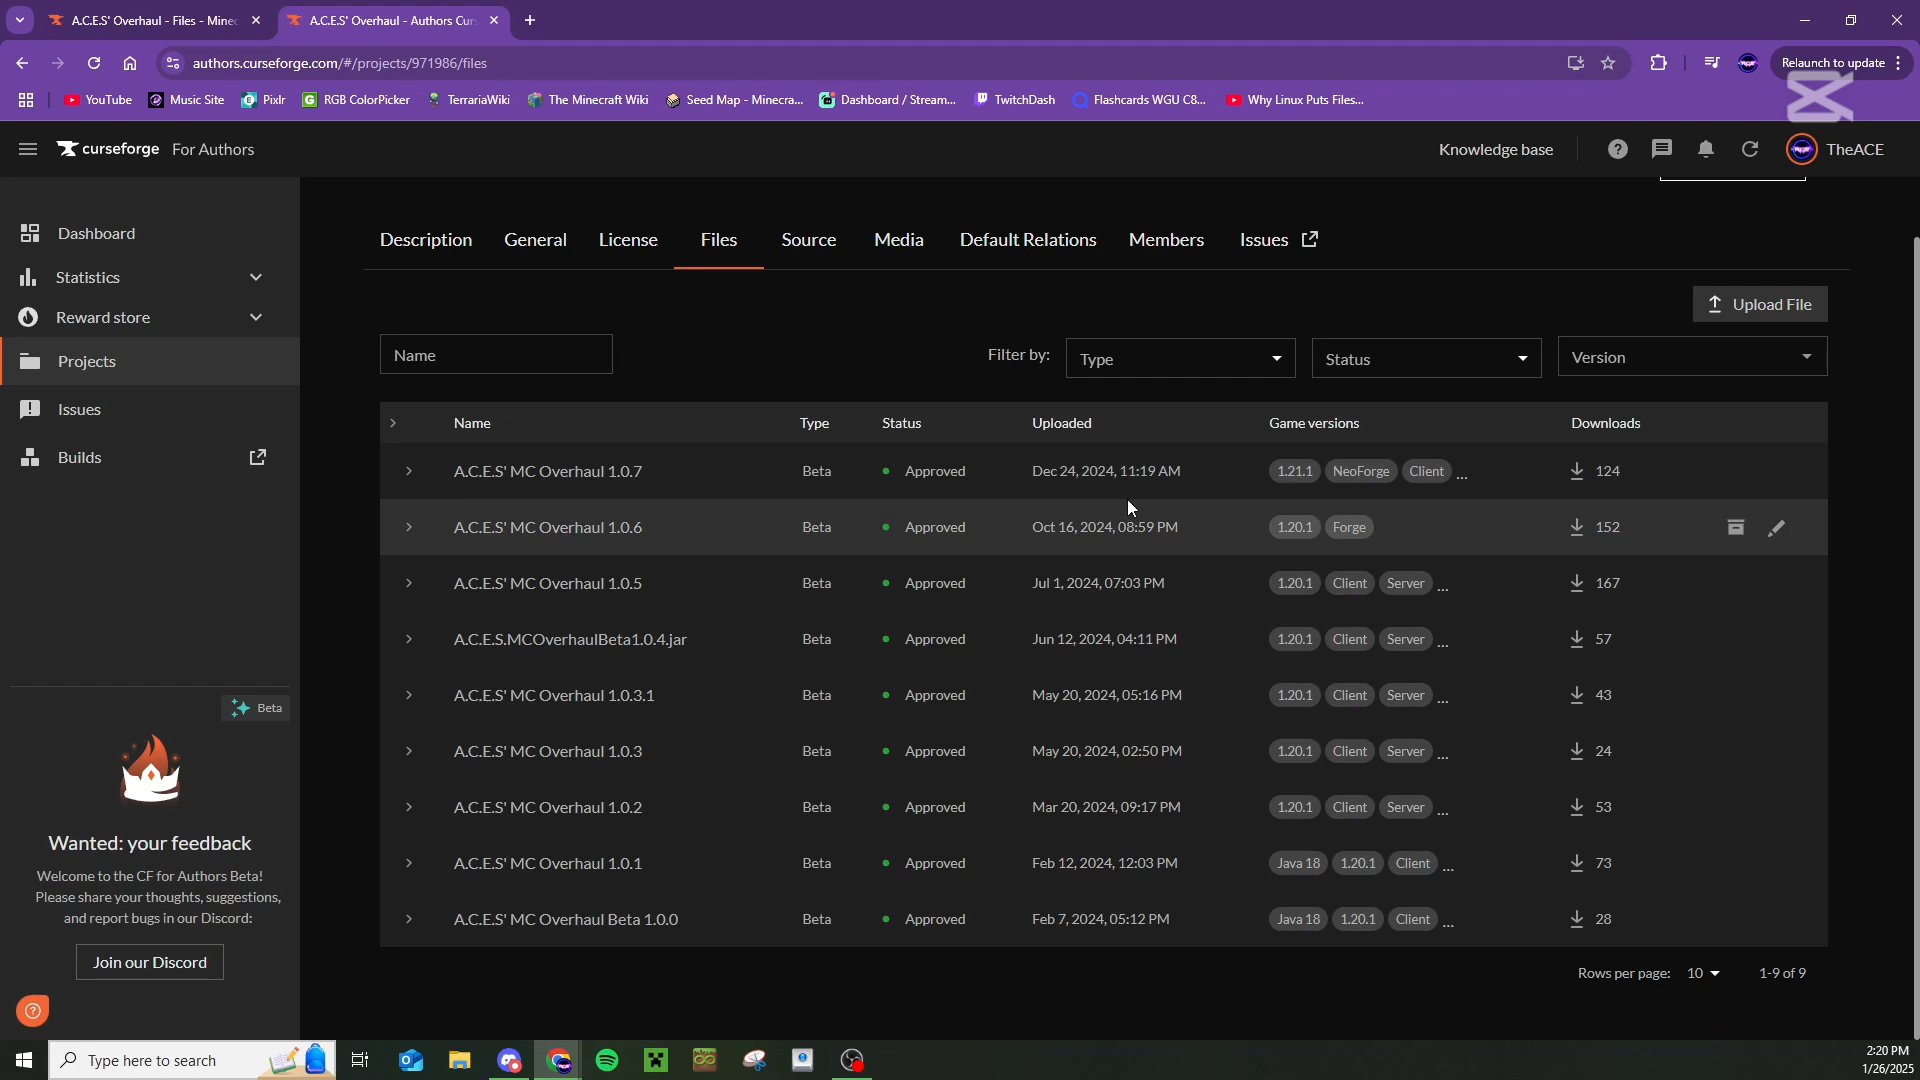 A.C.E.S' Overhaul - Files - Mine
A.C.E.S' Overhaul - Authors Cur
authors.curseforge.com/#/projects/971986/files
Relaunch to update
YouTube
Music Site
Pixlr
RGB ColorPicker
TerrariaWiki
The Minecraft Wiki
Seed Map - Minecra...
Dashboard / Stream...
TwitchDash
Flashcards WGU C8...
Why Linux Puts Files...
curseforge For Authors
Knowledge base
TheACE
Dashboard
Statistics
Reward store
Projects
Issues
Builds
Beta
Wanted: your feedback
Welcome to the CF for Authors Beta!
Please share your thoughts, suggestions,
and report bugs in our Discord:
Join our Discord
Description General License Files Source Media Default Relations Members Issues
Upload File
Name Filter by: Type Status Version
Name Type Status Uploaded Game versions Downloads
A.C.E.S' MC Overhaul 1.0.7 Beta Approved Dec 24, 2024, 11:19 AM 1.21.1 NeoForge Client ... 124
A.C.E.S' MC Overhaul 1.0.6 Beta Approved Oct 16, 2024, 08:59 PM 1.20.1 Forge 152
A.C.E.S' MC Overhaul 1.0.5 Beta Approved Jul 1, 2024, 07:03 PM 1.20.1 Client Server ... 167
A.C.E.S.MCOverhaulBeta1.0.4.jar Beta Approved Jun 12, 2024, 04:11 PM 1.20.1 Client Server ... 57
A.C.E.S' MC Overhaul 1.0.3.1 Beta Approved May 20, 2024, 05:16 PM 1.20.1 Client Server ... 43
A.C.E.S' MC Overhaul 1.0.3 Beta Approved May 20, 2024, 02:50 PM 1.20.1 Client Server ... 24
A.C.E.S' MC Overhaul 1.0.2 Beta Approved Mar 20, 2024, 09:17 PM 1.20.1 Client Server ... 53
A.C.E.S' MC Overhaul 1.0.1 Beta Approved Feb 12, 2024, 12:03 PM Java 18 1.20.1 Client ... 73
A.C.E.S' MC Overhaul Beta 1.0.0 Beta Approved Feb 7, 2024, 05:12 PM Java 18 1.20.1 Client ... 28
Rows per page: 10 1-9 of 9
Type here to search
2:20 PM
1/26/2025